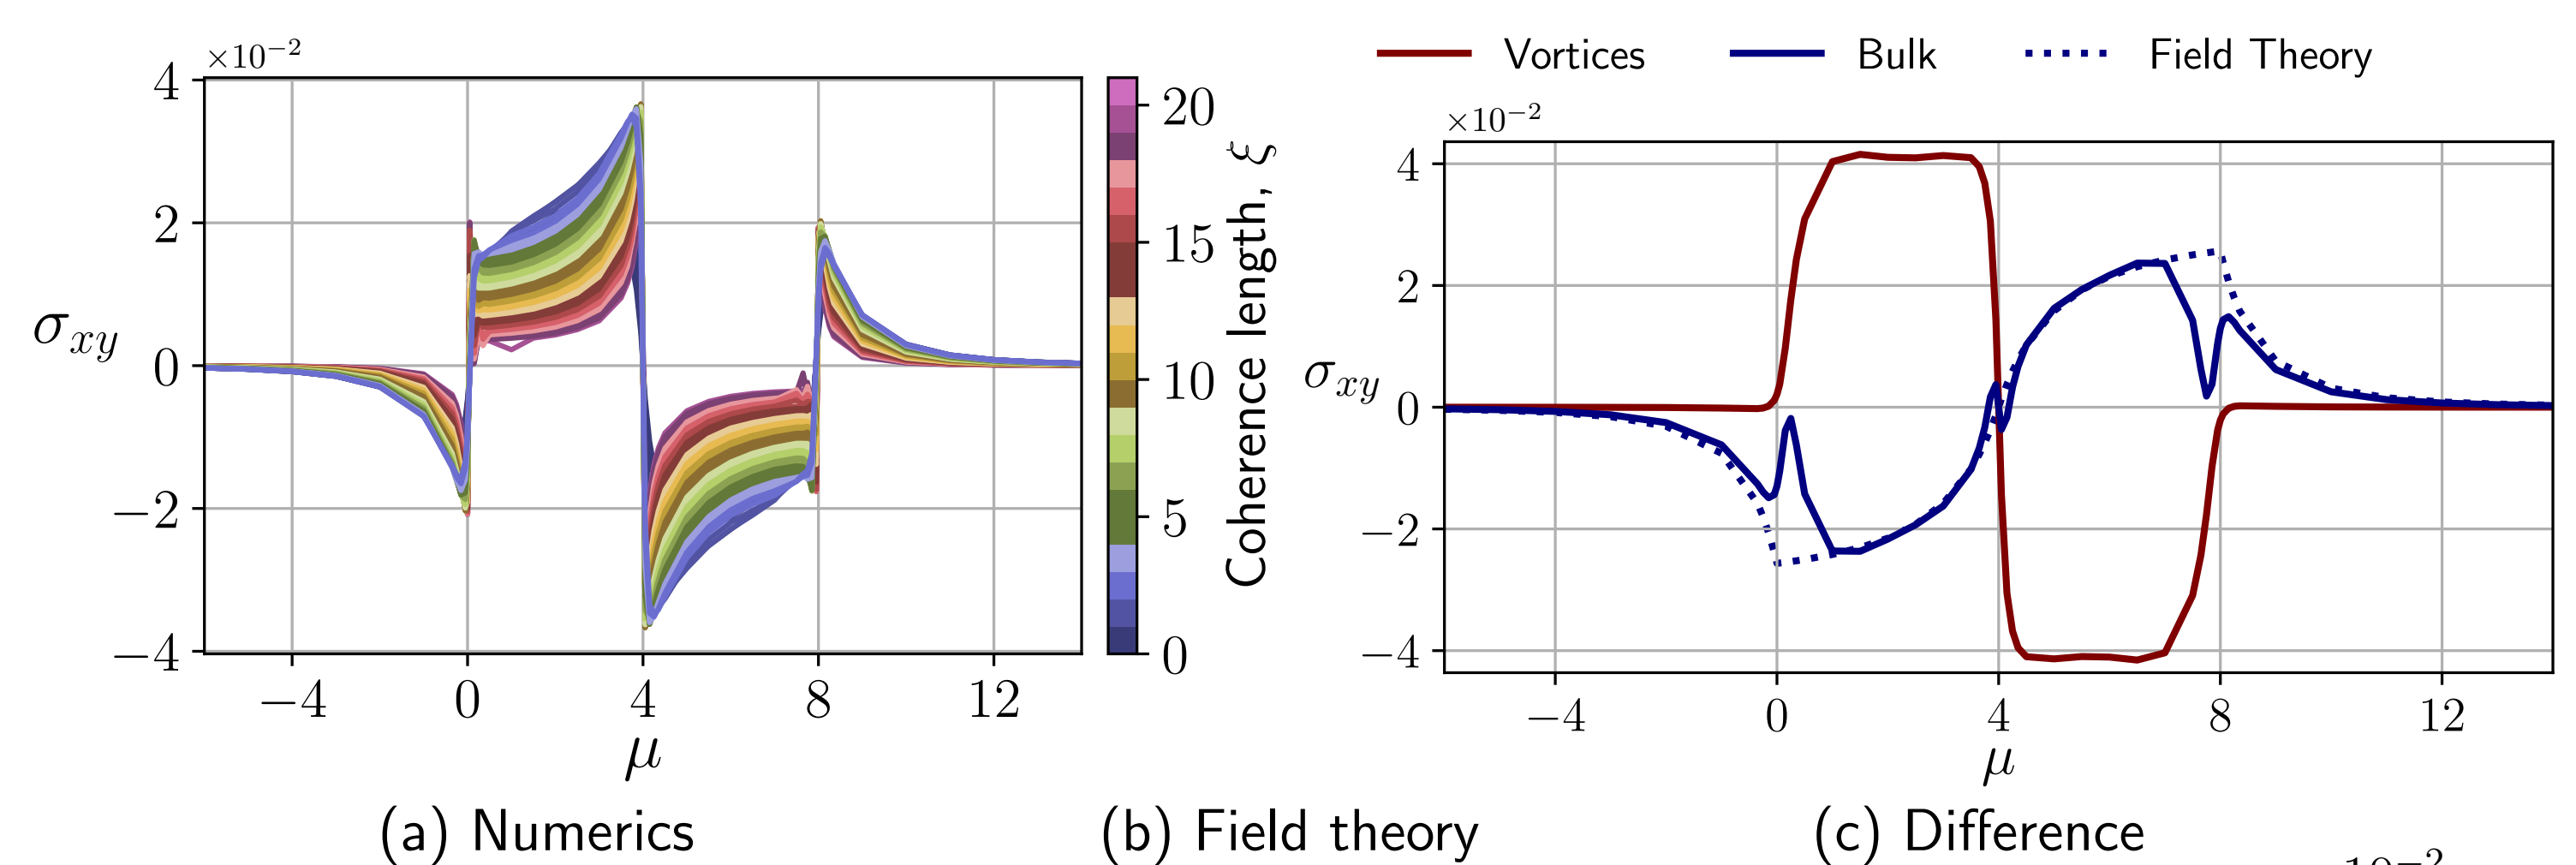 Vortices
Bulk
Field Theory
×10⁻²
4
2
0
−2
−4
σxy
−4
0
4
8
12
μ
20
15
10
5
0
Coherence length, ξ
×10⁻²
4
2
0
−2
−4
σxy
−4
0
4
8
12
μ
(a) Numerics
(b) Field theory
(c) Difference